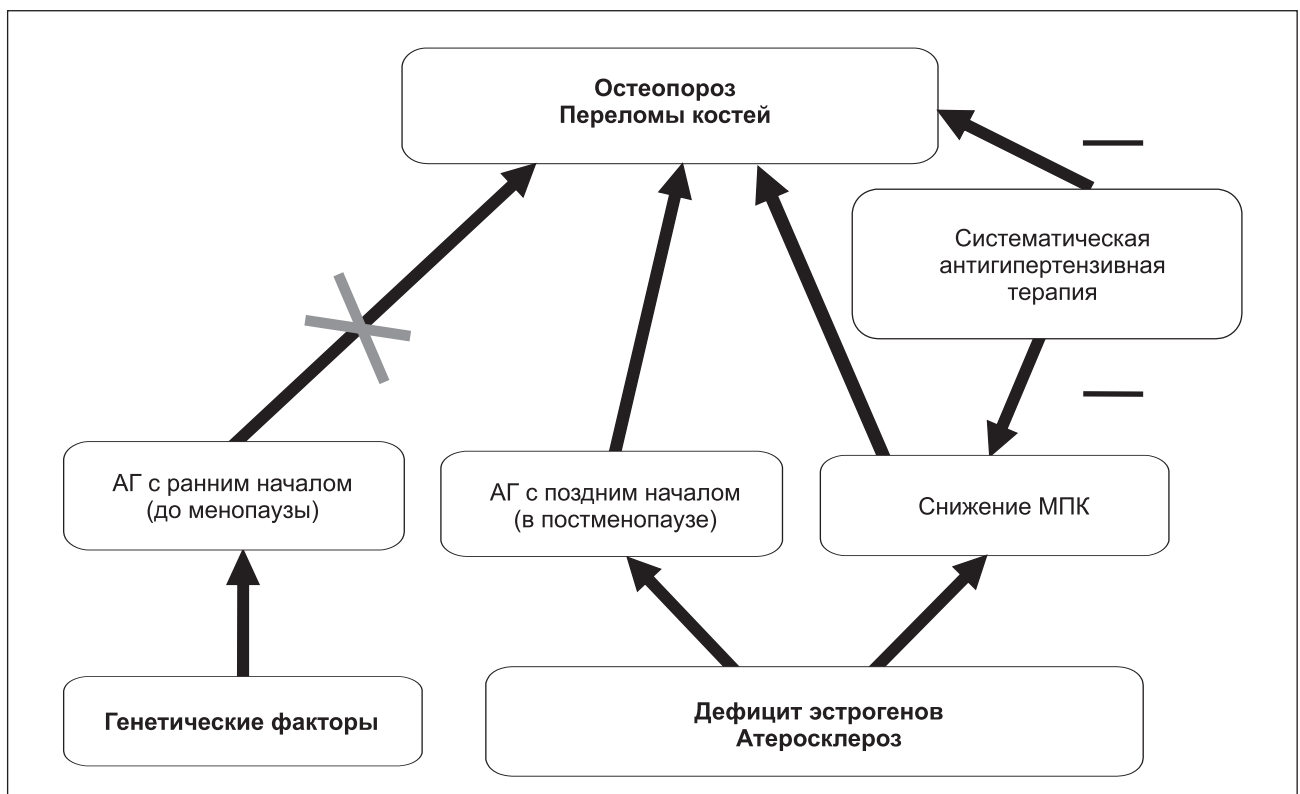 Остеопороз
Переломы костей
Систематическая
антигипертензивная
терапия
АГ с ранним началом
(до менопаузы)
АГ с поздним началом
(в постменопаузе)
Снижение МПК
Генетические факторы
Дефицит эстрогенов
Атеросклероз